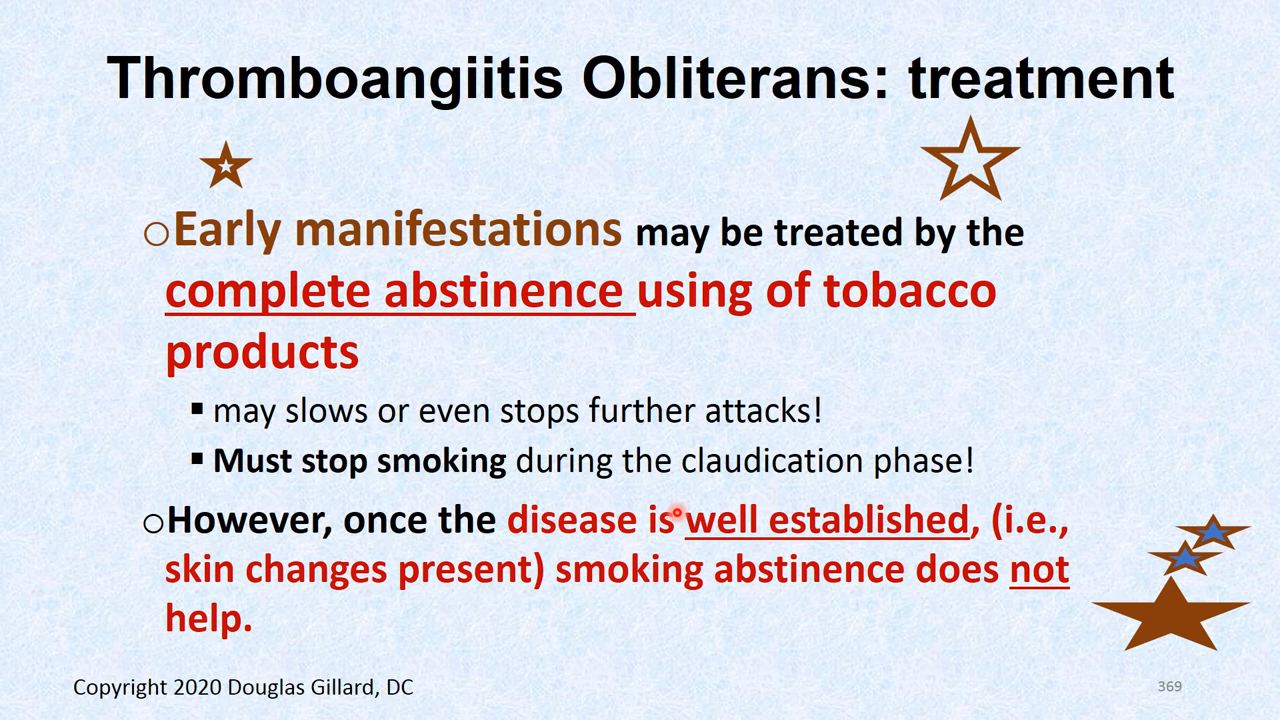 Thromboangiitis Obliterans: treatment
oEarly manifestations may be treated by the
complete abstinence using of tobacco
products
▪ may slows or even stops further attacks!
▪ Must stop smoking during the claudication phase!
oHowever, once the disease is well established, (i.e.,
skin changes present) smoking abstinence does not
help.
Copyright 2020 Douglas Gillard, DC
369